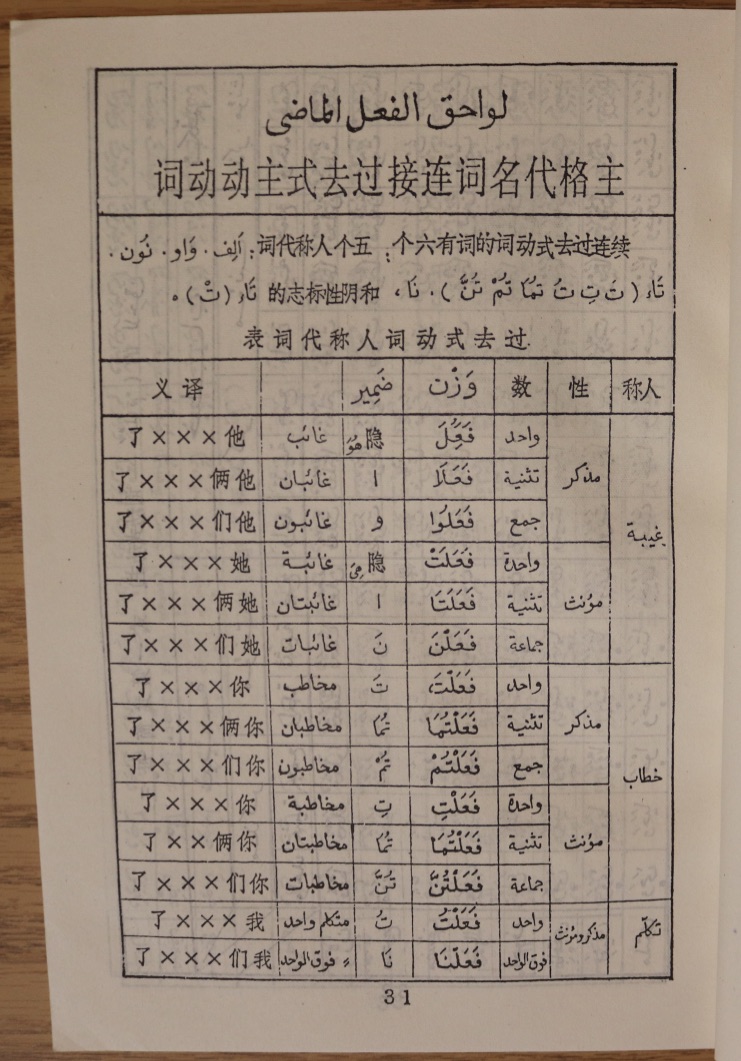 لواحق الفعل الماضى
主格代名词连接过去式主动动词
续连过去式动词的词有六个：五个人称代词：أَلِف . وَاو . نُون .
تَاء (تَ تِ تُ تُمَا تُمْ تُنَّ) . نَا، 和阴性标志的 تَاء (تْ) 。
过去式动词人称代词表
人称 性 数 وَزْن ضَمِير 译义
غيبة مذكر واحد فَعَلَ 隐 هُوَ غائب 他×××了
تثنية فَعَلَا ا غائبان 他俩×××了
جمع فَعَلُوا و غائبون 他们×××了
مؤنث واحدة فَعَلَتْ 隐 هِىَ غائبة 她×××了
تثنية فَعَلَتَا ا غائبتان 她俩×××了
جماعة فَعَلْنَ نَ غائبات 她们×××了
خطاب مذكر واحد فَعَلْتَ تَ مخاطب 你×××了
تثنية فَعَلْتُمَا تُمَا مخاطبان 你俩×××了
جمع فَعَلْتُمْ تُمْ مخاطبون 你们×××了
مؤنث واحدة فَعَلْتِ تِ مخاطبة 你×××了
تثنية فَعَلْتُمَا تُمَا مخاطبتان 你俩×××了
جماعة فَعَلْتُنَّ تُنَّ مخاطبات 你们×××了
تكلّم مذكرومؤنث واحد فَعَلْتُ تُ متكلم واحد 我×××了
فوق الواحد فَعَلْنَا نَا ء فوق الواحد 我们×××了
31